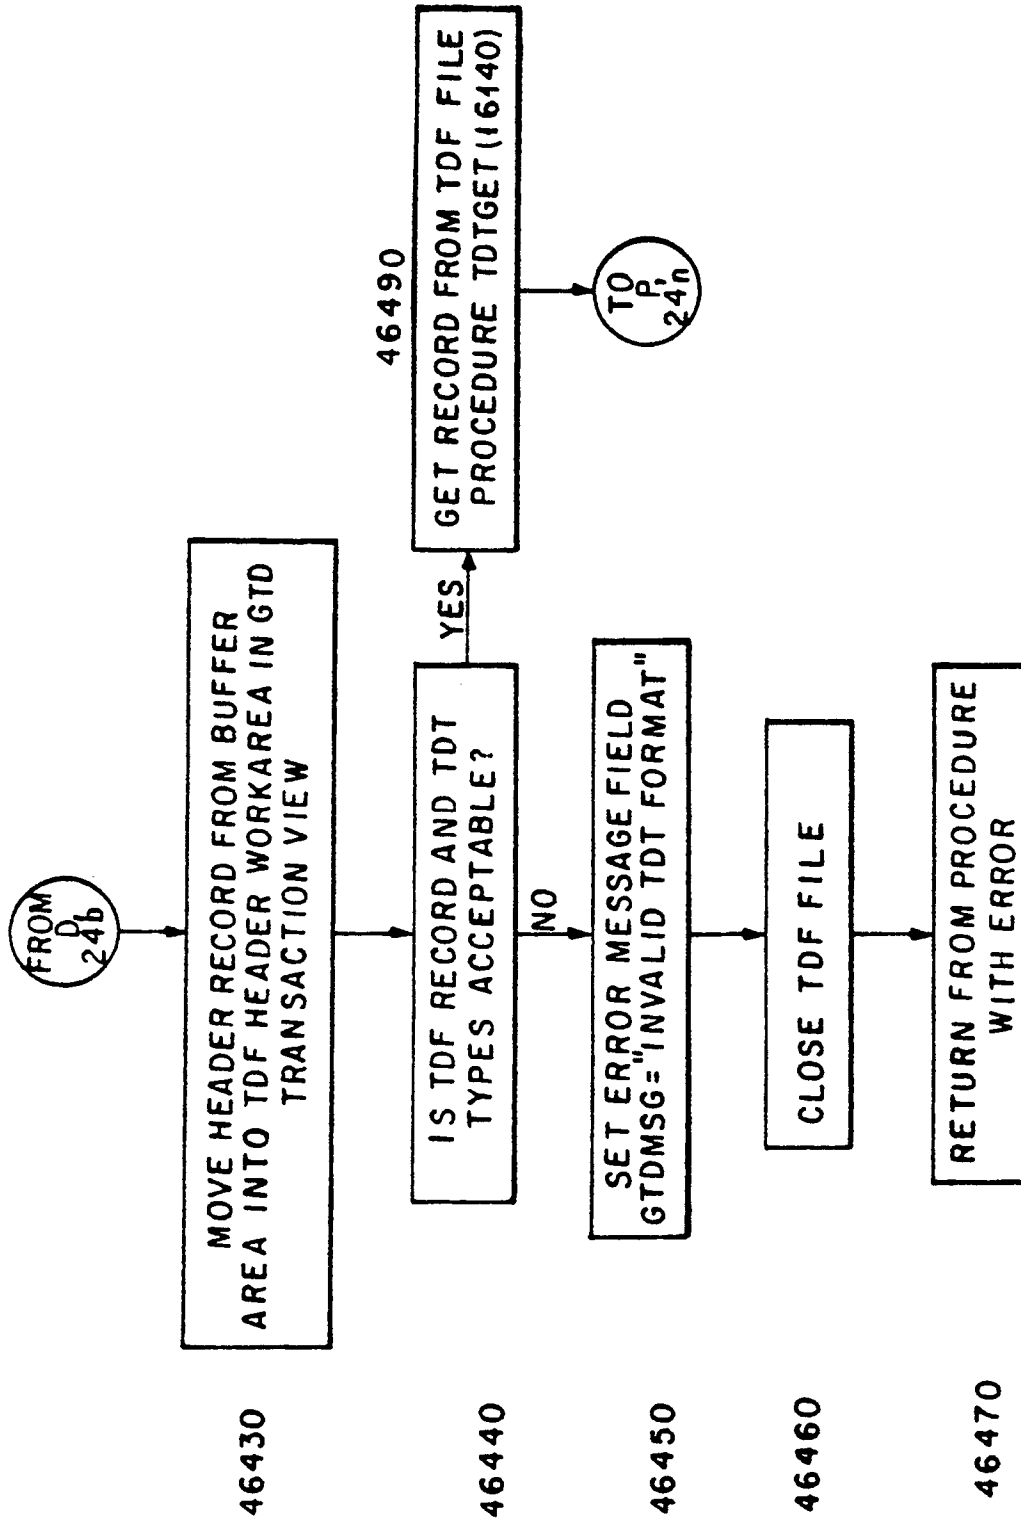 FROM
D,
24b
46430
MOVE HEADER RECORD FROM BUFFER
AREA INTO TDF HEADER WORKAREA IN GTD
TRANSACTION VIEW
46440
IS TDF RECORD AND TDT
TYPES ACCEPTABLE?
YES
NO
46490
GET RECORD FROM TDF FILE
PROCEDURE TDTGET (16140)
TO
P,
24n
46450
SET ERROR MESSAGE FIELD
GTDMSG="INVALID TDT FORMAT"
46460
CLOSE TDF FILE
46470
RETURN FROM PROCEDURE
WITH ERROR